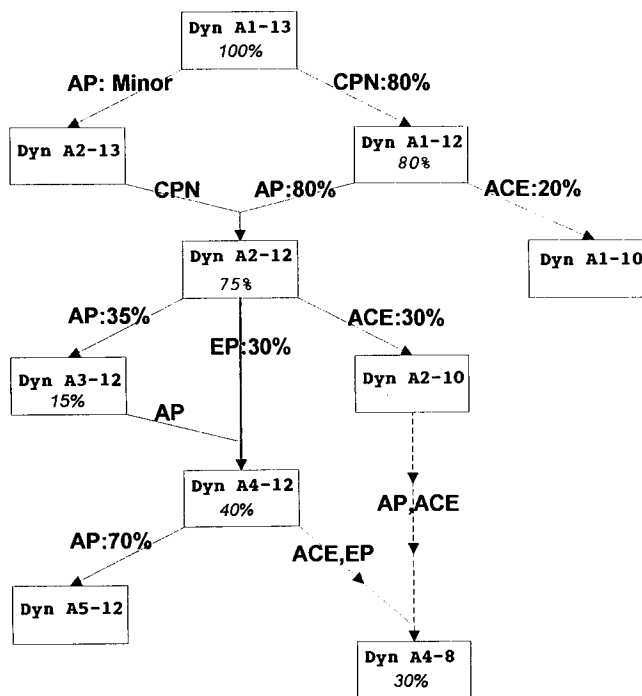 Dyn A1-13
100%
AP: Minor
CPN:80%
Dyn A2-13
Dyn A1-12
80%
CPN
AP:80%
ACE:20%
Dyn A2-12
75%
Dyn A1-10
AP:35%
EP:30%
ACE:30%
Dyn A3-12
15%
Dyn A2-10
AP
Dyn A4-12
40%
AP,ACE
AP:70%
ACE,EP
Dyn A5-12
Dyn A4-8
30%